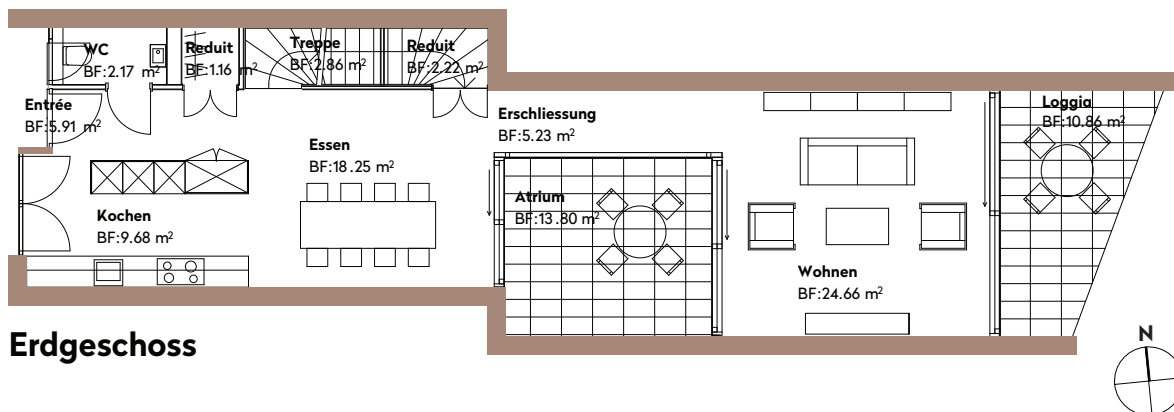 WC
BF:2.17 m²
Reduit
BF:1.16 m²
Treppe
BF:2.86 m²
Reduit
BF:2.22 m²
Entrée
BF:5.91 m²
Erschliessung
BF:5.23 m²
Loggia
BF:10.86 m²
Essen
BF:18.25 m²
Atrium
BF:13.80 m²
Kochen
BF:9.68 m²
Wohnen
BF:24.66 m²
Erdgeschoss
N